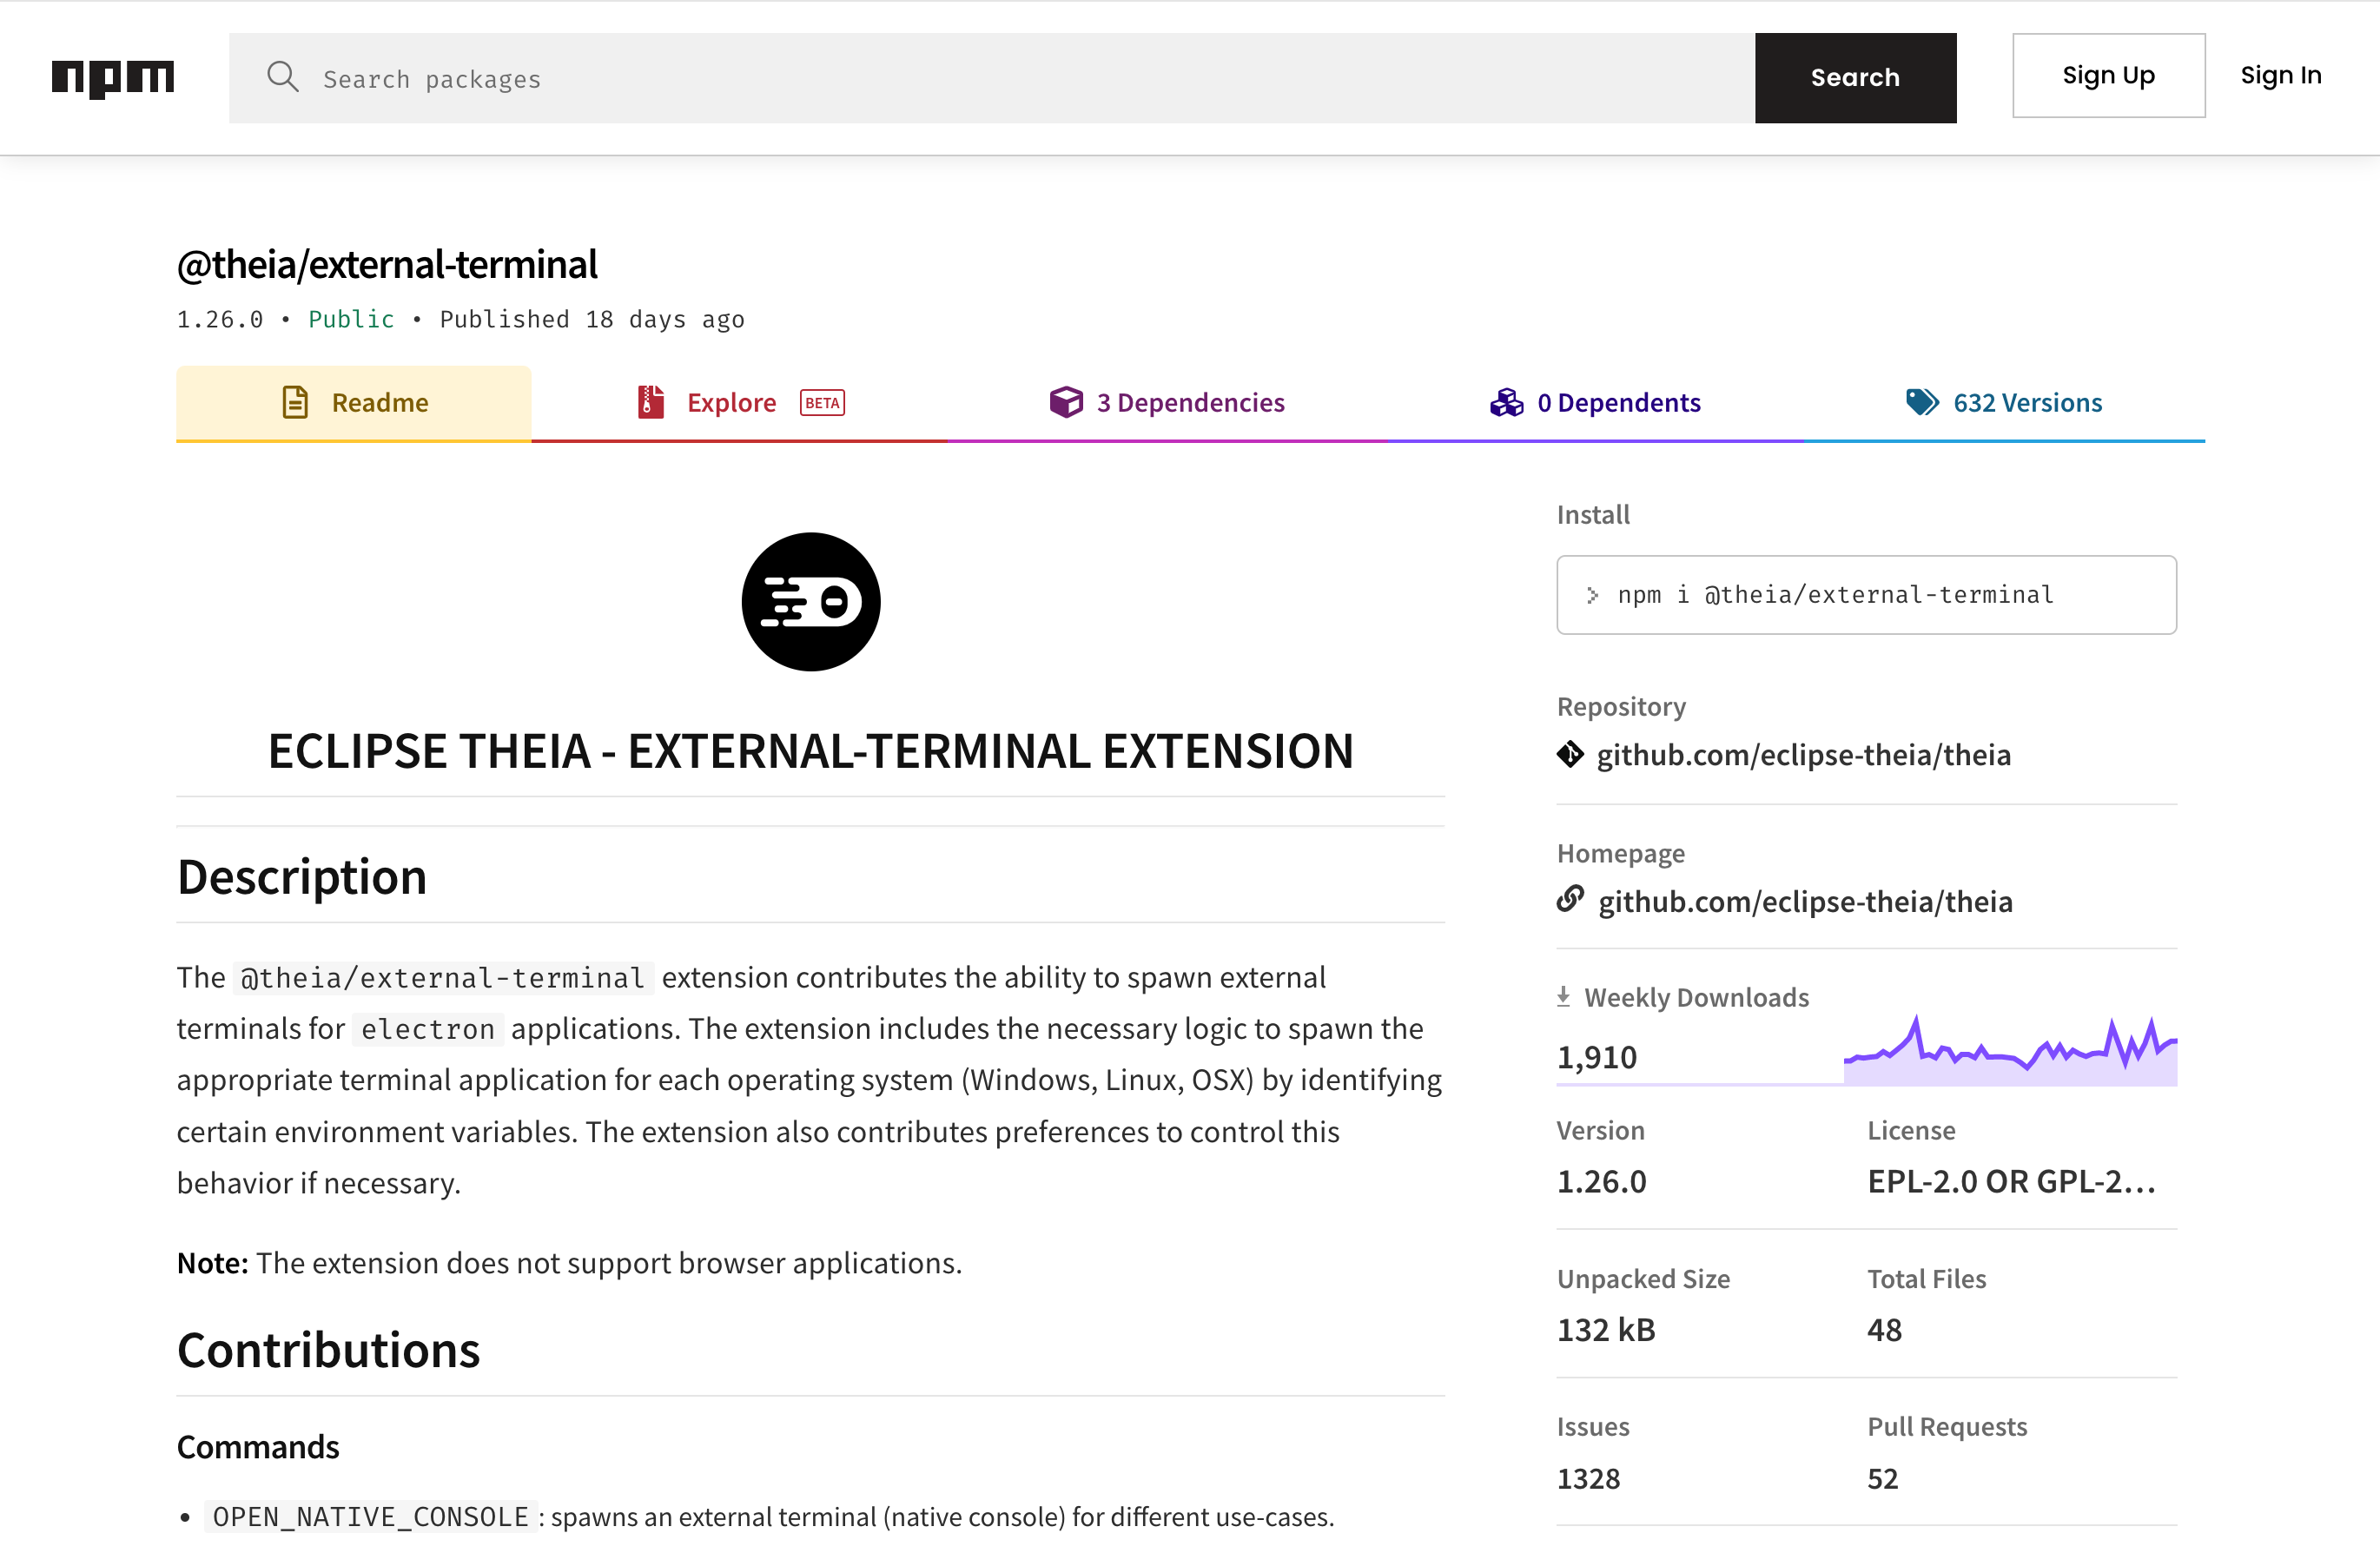 npm
Search packages
Search
Sign Up
Sign In
@theia/external-terminal
1.26.0 • Public • Published 18 days ago
Readme
Explore BETA
3 Dependencies
0 Dependents
632 Versions
ECLIPSE THEIA - EXTERNAL-TERMINAL EXTENSION
Description
The @theia/external-terminal extension contributes the ability to spawn external
terminals for electron applications. The extension includes the necessary logic to spawn the
appropriate terminal application for each operating system (Windows, Linux, OSX) by identifying
certain environment variables. The extension also contributes preferences to control this
behavior if necessary.
Note: The extension does not support browser applications.
Contributions
Commands
• OPEN_NATIVE_CONSOLE : spawns an external terminal (native console) for different use-cases.
Install
> npm i @theia/external-terminal
Repository
github.com/eclipse-theia/theia
Homepage
github.com/eclipse-theia/theia
Weekly Downloads
1,910
Version
1.26.0
License
EPL-2.0 OR GPL-2…
Unpacked Size
132 kB
Total Files
48
Issues
1328
Pull Requests
52